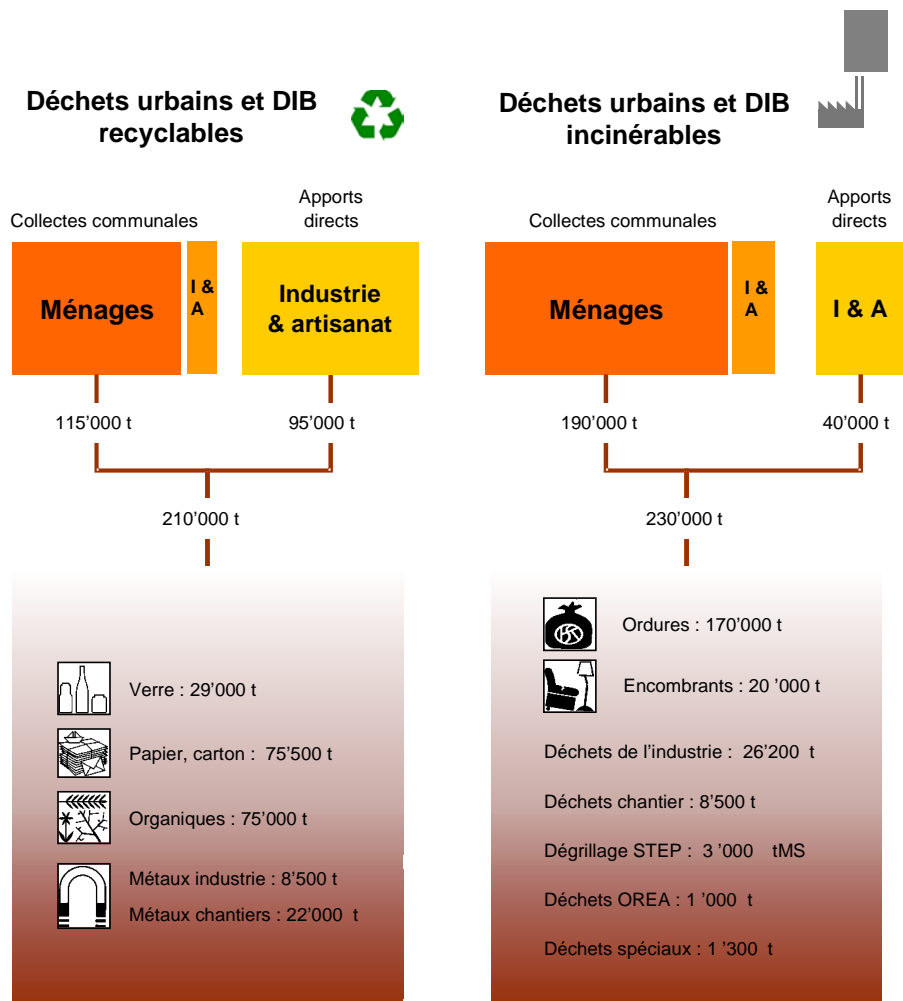 Déchets urbains et DIB
recyclables
Collectes communales
Apports
directs
Ménages
I &
A
Industrie
& artisanat
115'000 t
95'000 t
210'000 t
Verre : 29'000 t
Papier, carton : 75'500 t
Organiques : 75'000 t
Métaux industrie : 8'500 t
Métaux chantiers : 22'000 t
Déchets urbains et DIB
incinérables
Collectes communales
Apports
directs
Ménages
I &
A
I & A
190'000 t
40'000 t
230'000 t
Ordures : 170'000 t
Encombrants : 20 '000 t
Déchets de l'industrie : 26'200 t
Déchets chantier : 8'500 t
Dégrillage STEP : 3 '000 tMS
Déchets OREA : 1 '000 t
Déchets spéciaux : 1 '300 t